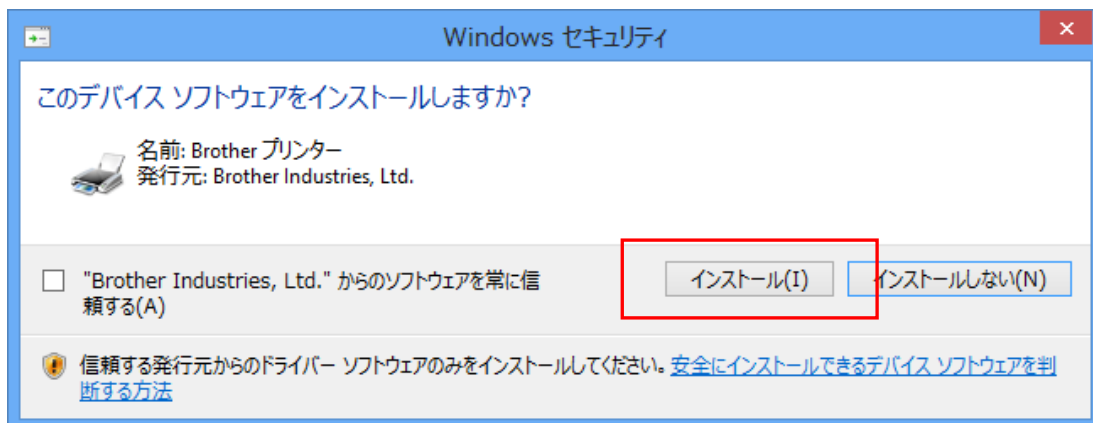 Windows セキュリティ
このデバイス ソフトウェアをインストールしますか?
名前: Brother プリンター
発行元: Brother Industries, Ltd.
"Brother Industries, Ltd." からのソフトウェアを常に信
頼する(A)
インストール(I)
インストールしない(N)
信頼する発行元からのドライバー ソフトウェアのみをインストールしてください。安全にインストールできるデバイス ソフトウェアを判
断する方法